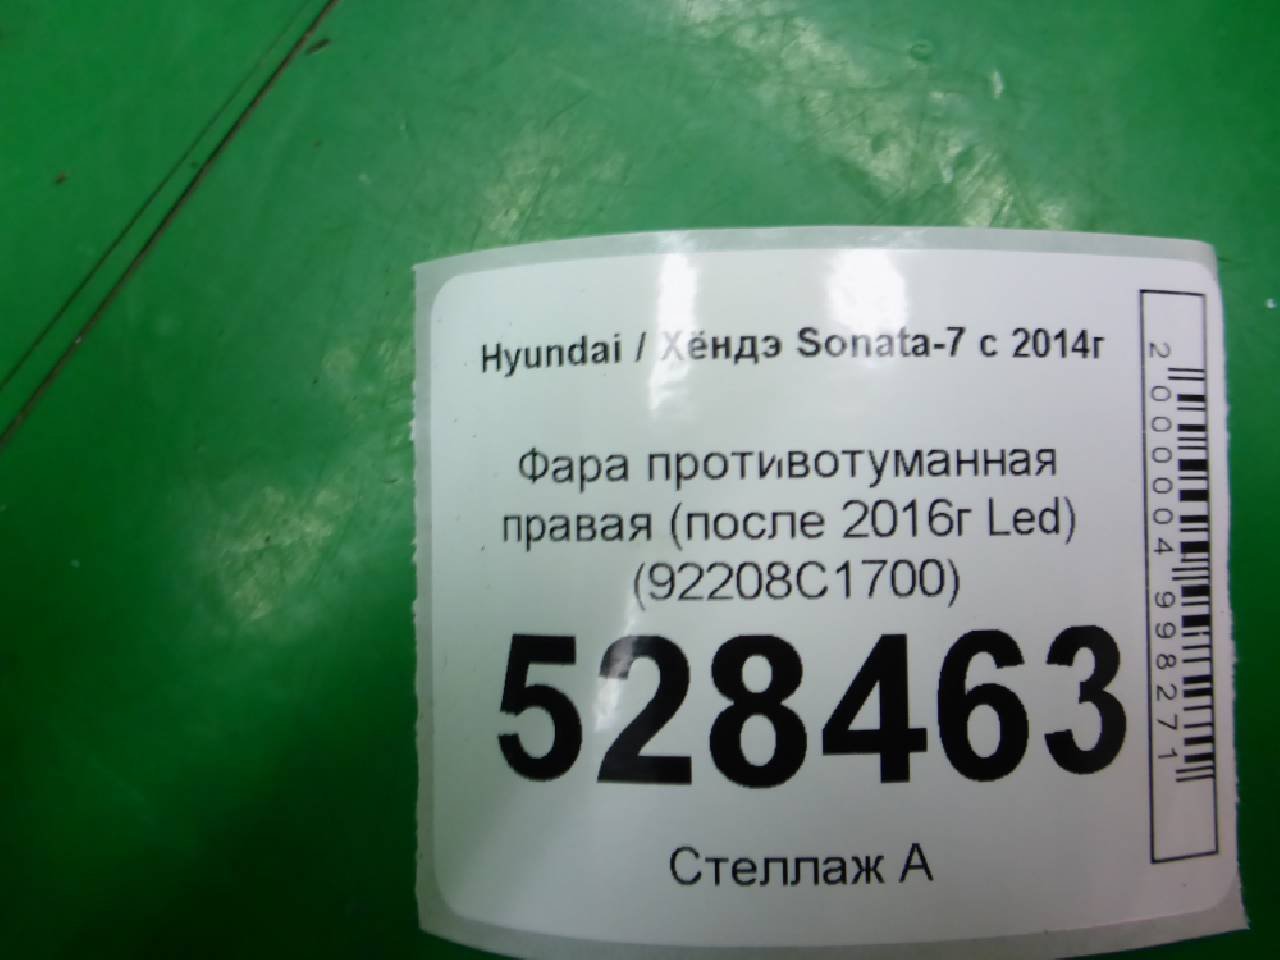 Hyundai / Хёндэ Sonata-7 с 2014г
Фара противотуманная
правая (после 2016г Led)
(92208C1700)
528463
Стеллаж А
2000004998271